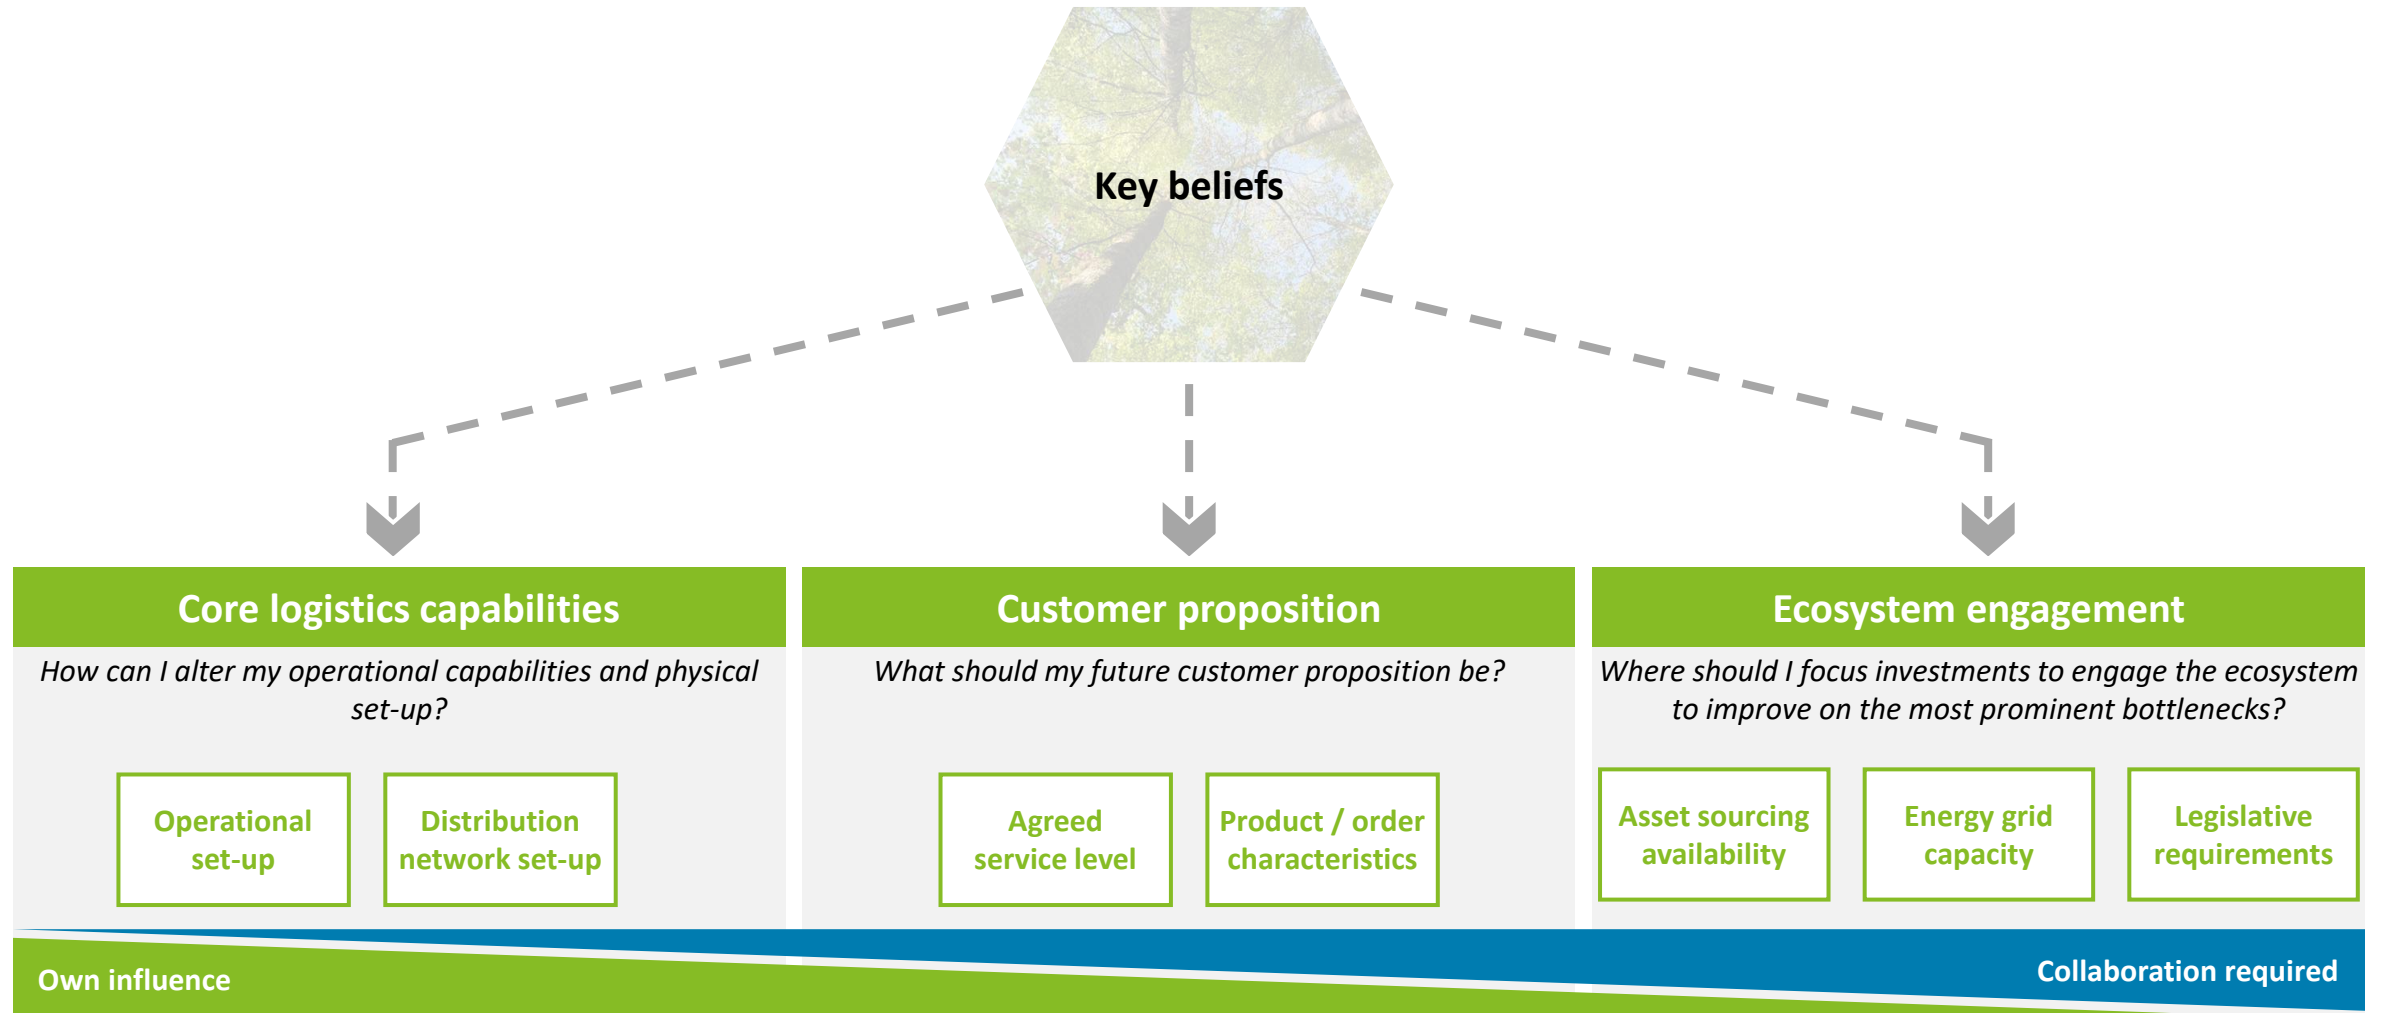 Key beliefs
Core logistics capabilities
How can I alter my operational capabilities and physical
set-up?
Operational
set-up
Distribution
network set-up
Customer proposition
What should my future customer proposition be?
Agreed
service level
Product / order
characteristics
Ecosystem engagement
Where should I focus investments to engage the ecosystem
to improve on the most prominent bottlenecks?
Asset sourcing
availability
Energy grid
capacity
Legislative
requirements
Own influence
Collaboration required